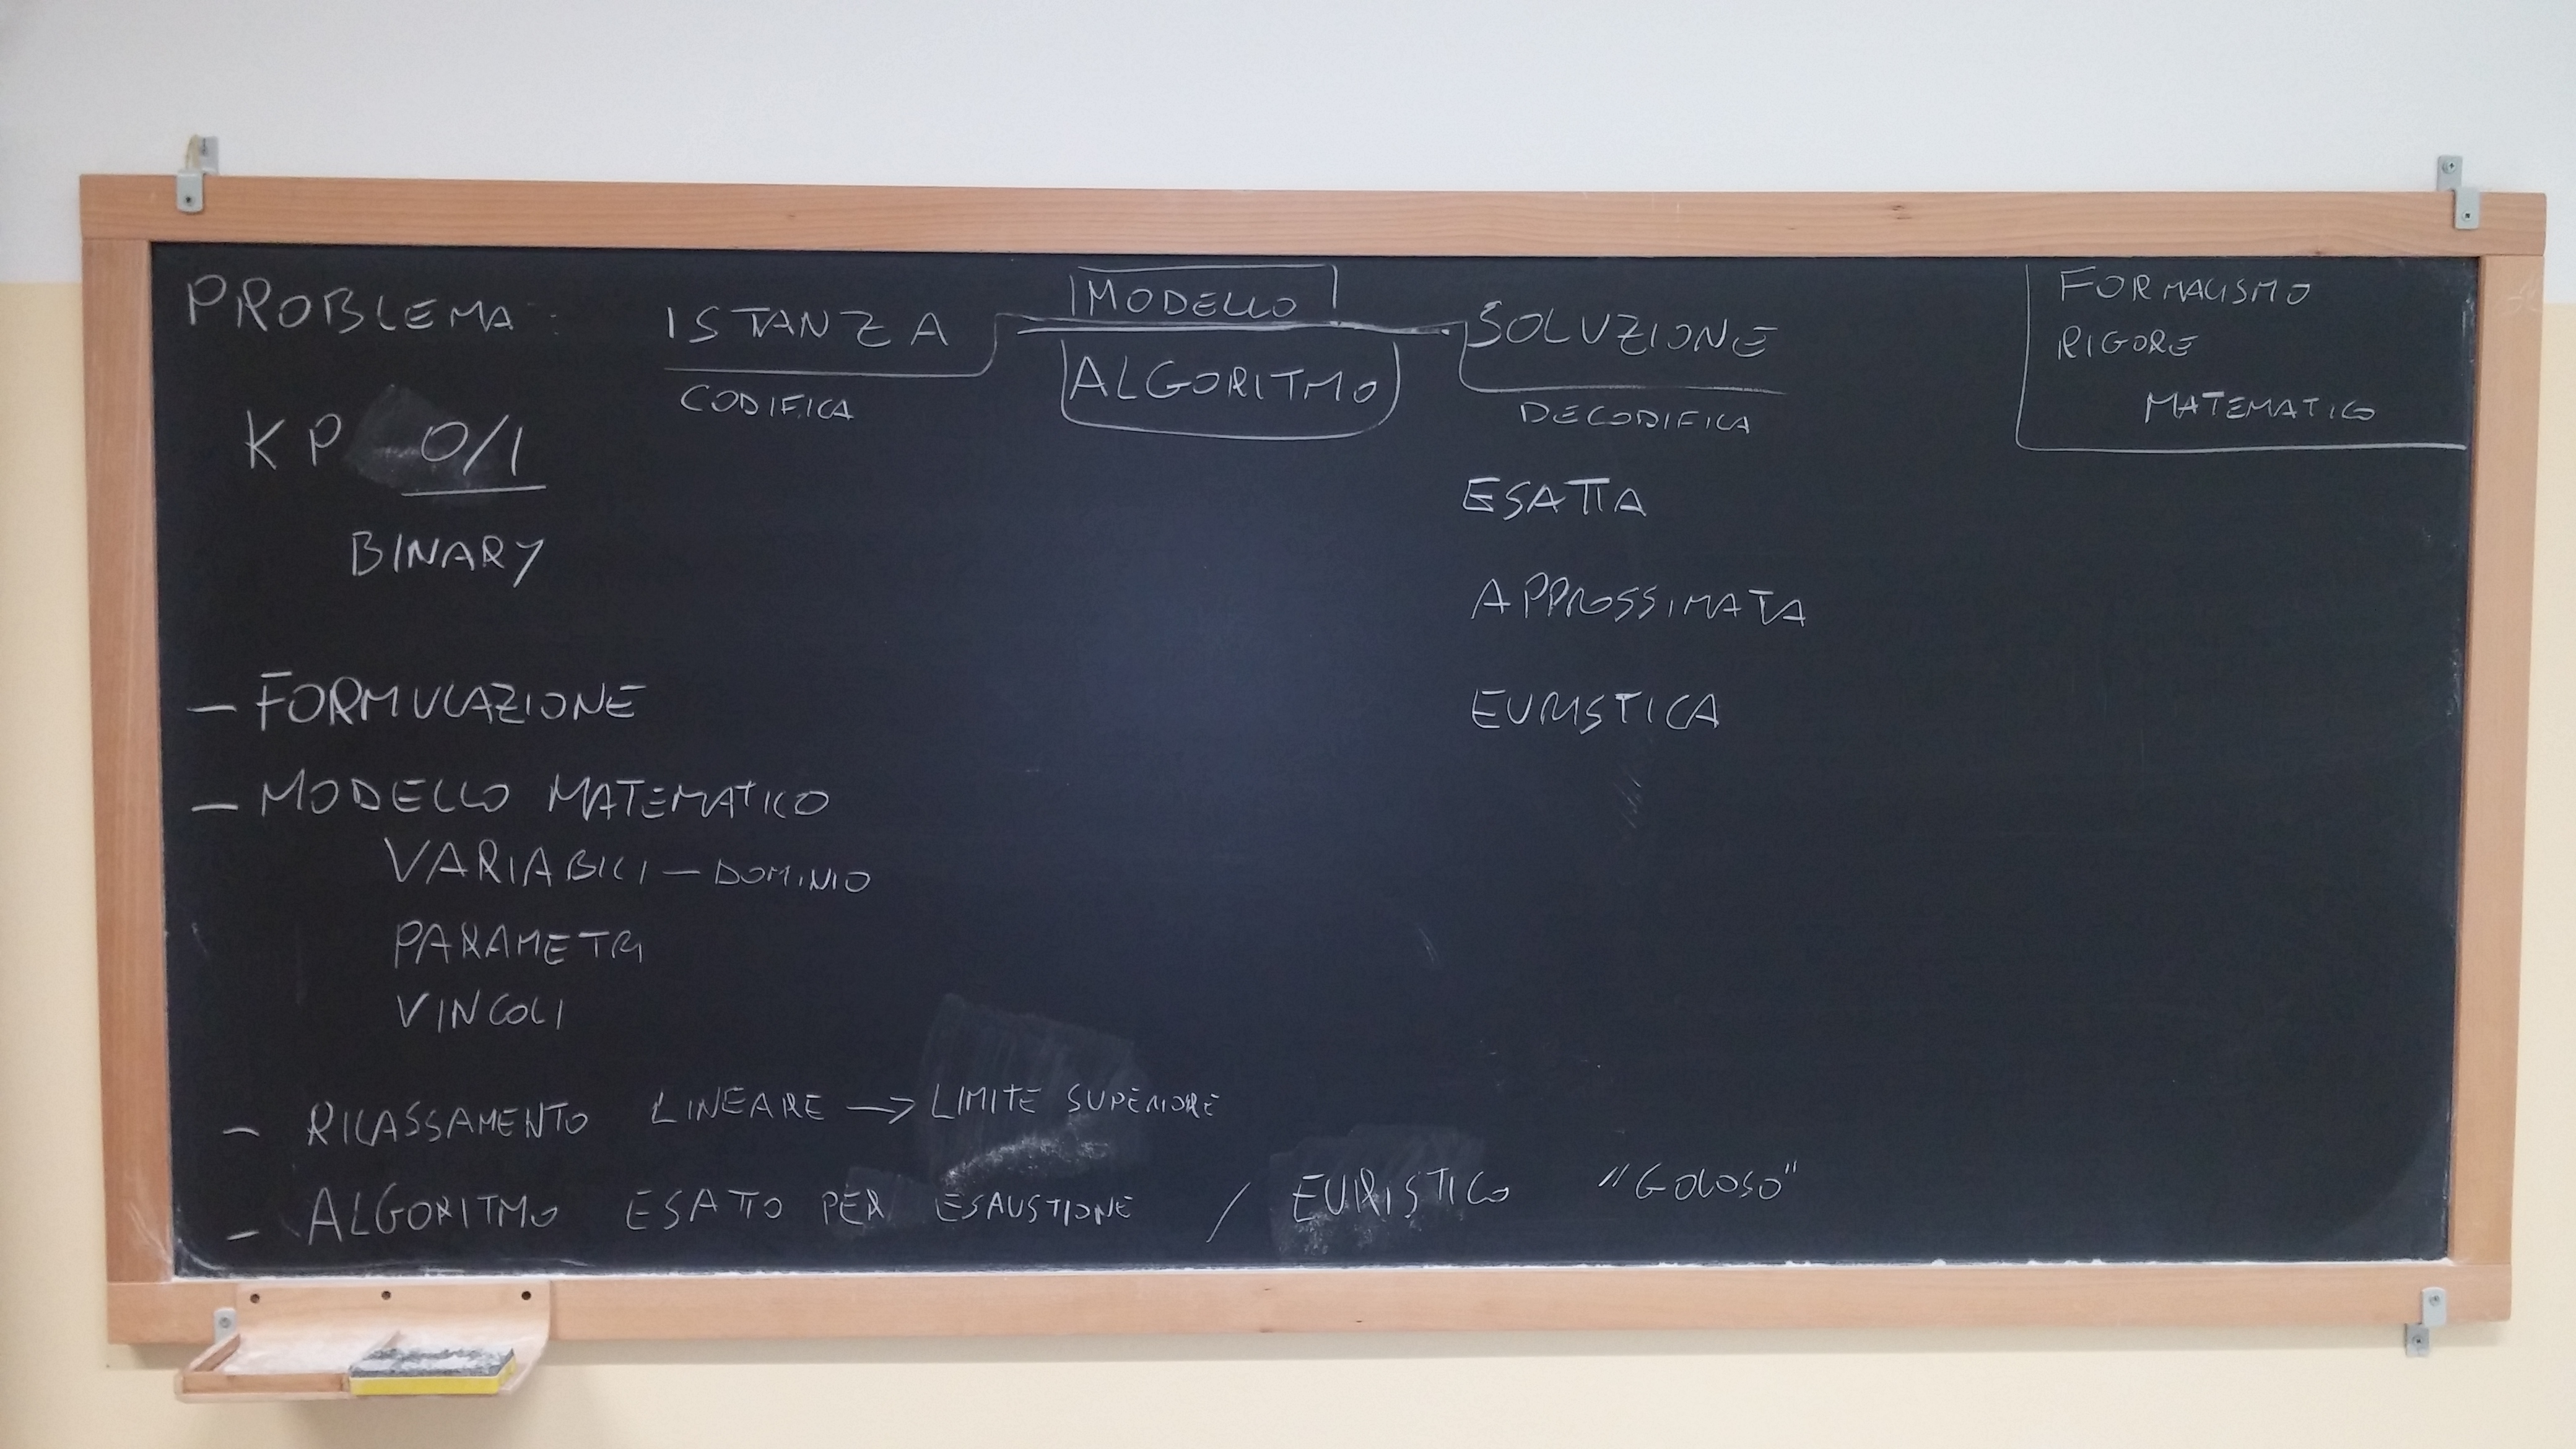 PROBLEMA:
ISTANZA
MODELLO
SOLUZIONE
CODIFICA
ALGORITMO
DECODIFICA
FORMALISMO
RIGORE
MATEMATICO
KP 0/1
BINARY
ESATTA
APPROSSIMATA
EURISTICA
- FORMULAZIONE
- MODELLO MATEMATICO
VARIABILI - DOMINIO
PARAMETRI
VINCOLI
- RILASSAMENTO LINEARE → LIMITE SUPERIORE
- ALGORITMO ESATTO PER ESAUSTIONE / EURISTICO "GOLOSO"